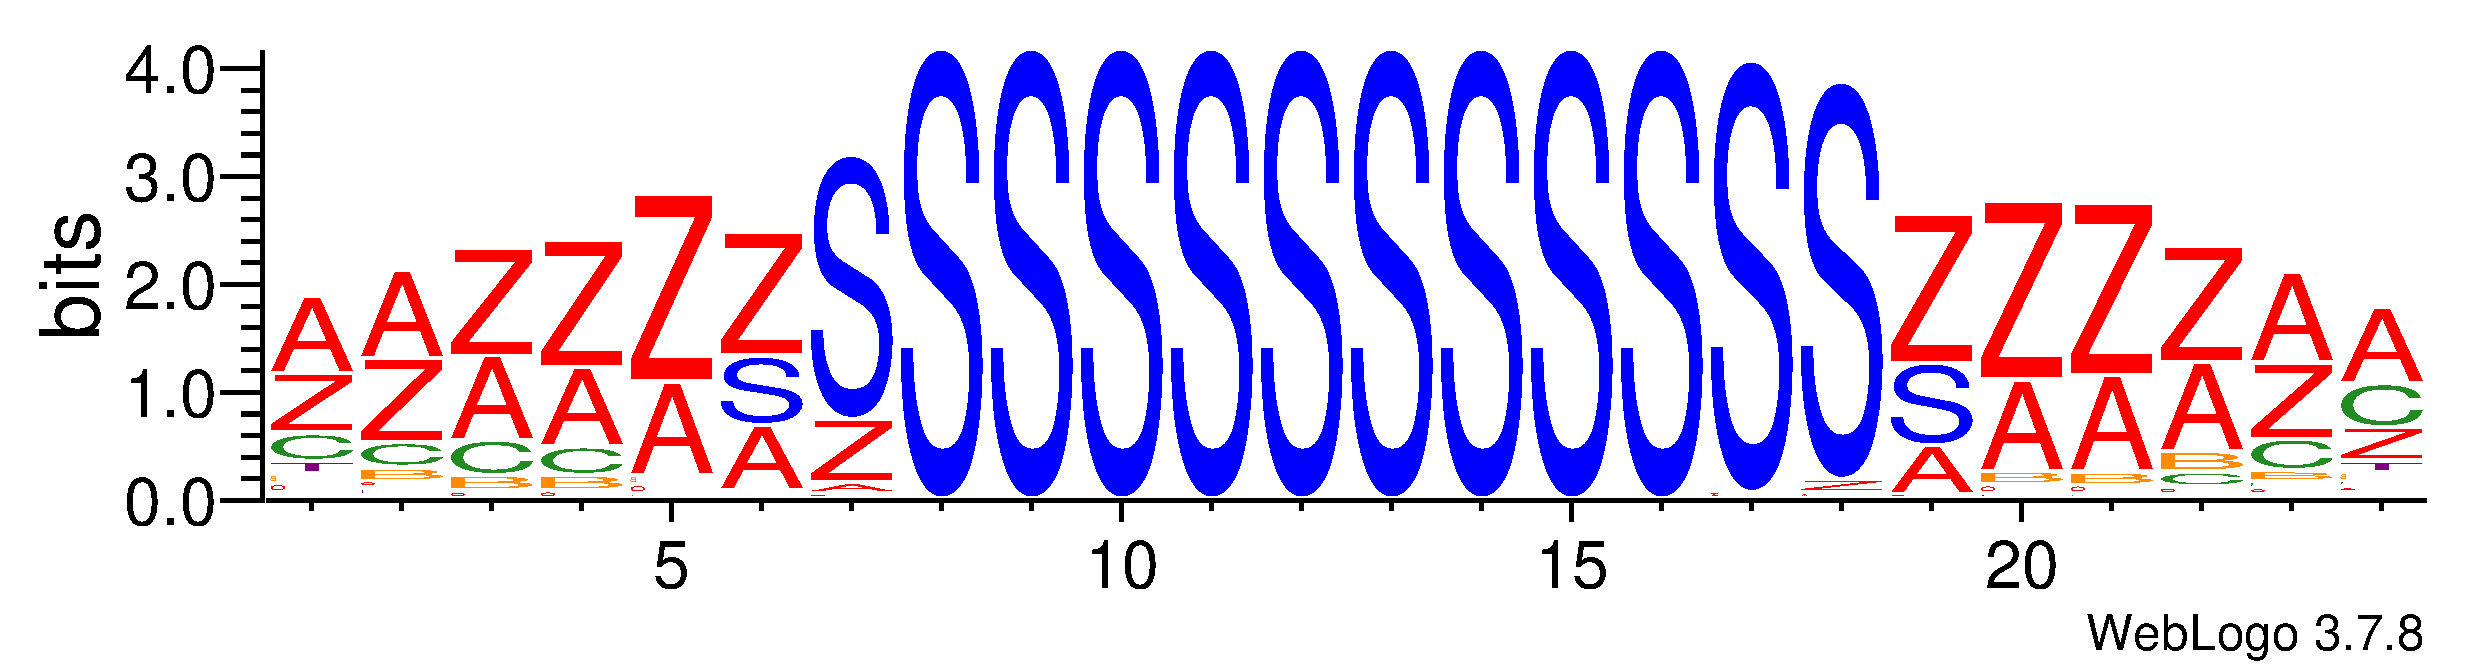 4.0
3.0
2.0
1.0
0.0
bits
A A Z Z Z Z S S S S S S S S S S S S Z Z Z Z A A
Z Z A A A S Z Z S A A A Z C
C C C C A A A B B B C Z
B B B C B
5 10 15 20
WebLogo 3.7.8